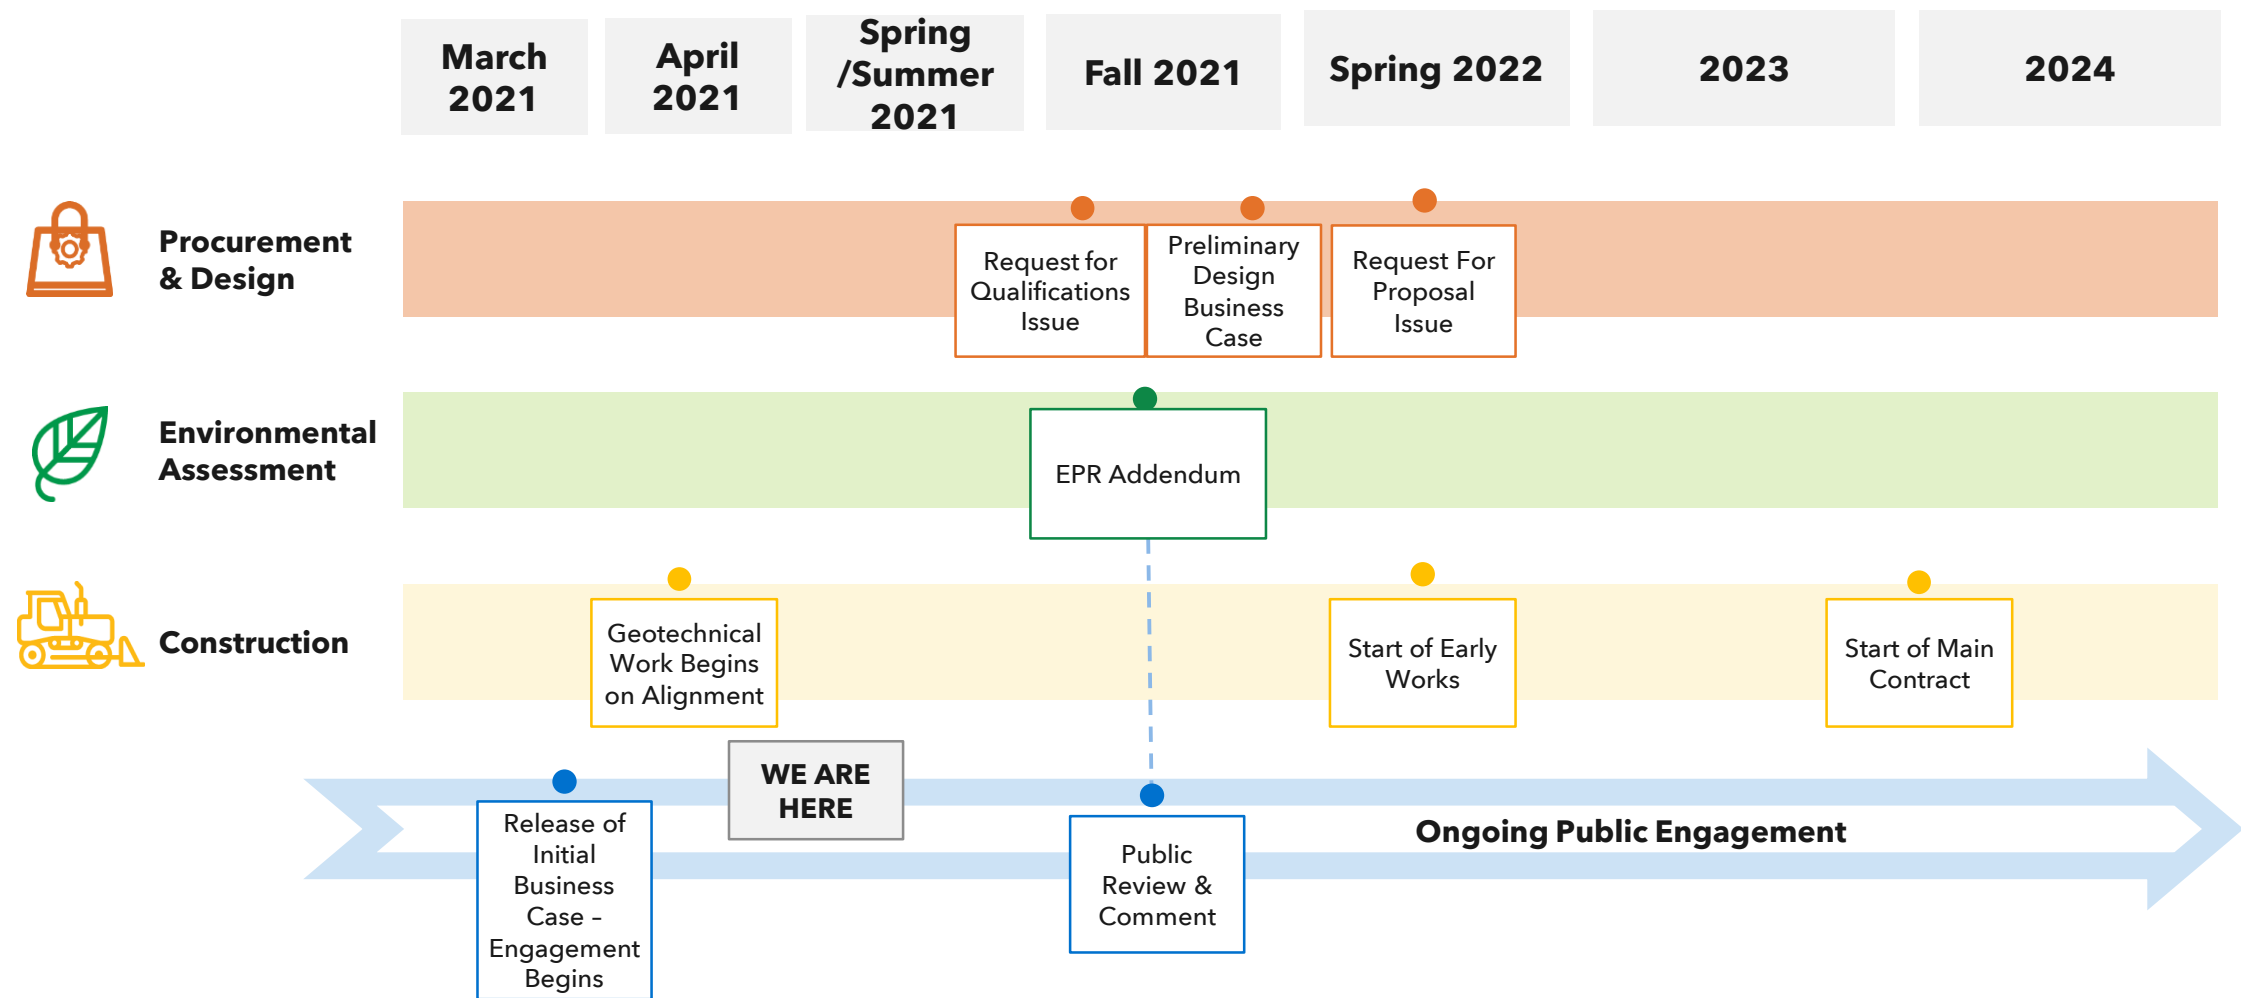 March
2021
April
2021
Spring
/Summer
2021
Fall 2021
Spring 2022
2023
2024
Procurement
& Design
Request for
Qualifications
Issue
Preliminary
Design
Business
Case
Request For
Proposal
Issue
Environmental
Assessment
EPR Addendum
Construction
Geotechnical
Work Begins
on Alignment
Start of Early
Works
Start of Main
Contract
WE ARE
HERE
Release of
Initial
Business
Case –
Engagement
Begins
Public
Review &
Comment
Ongoing Public Engagement